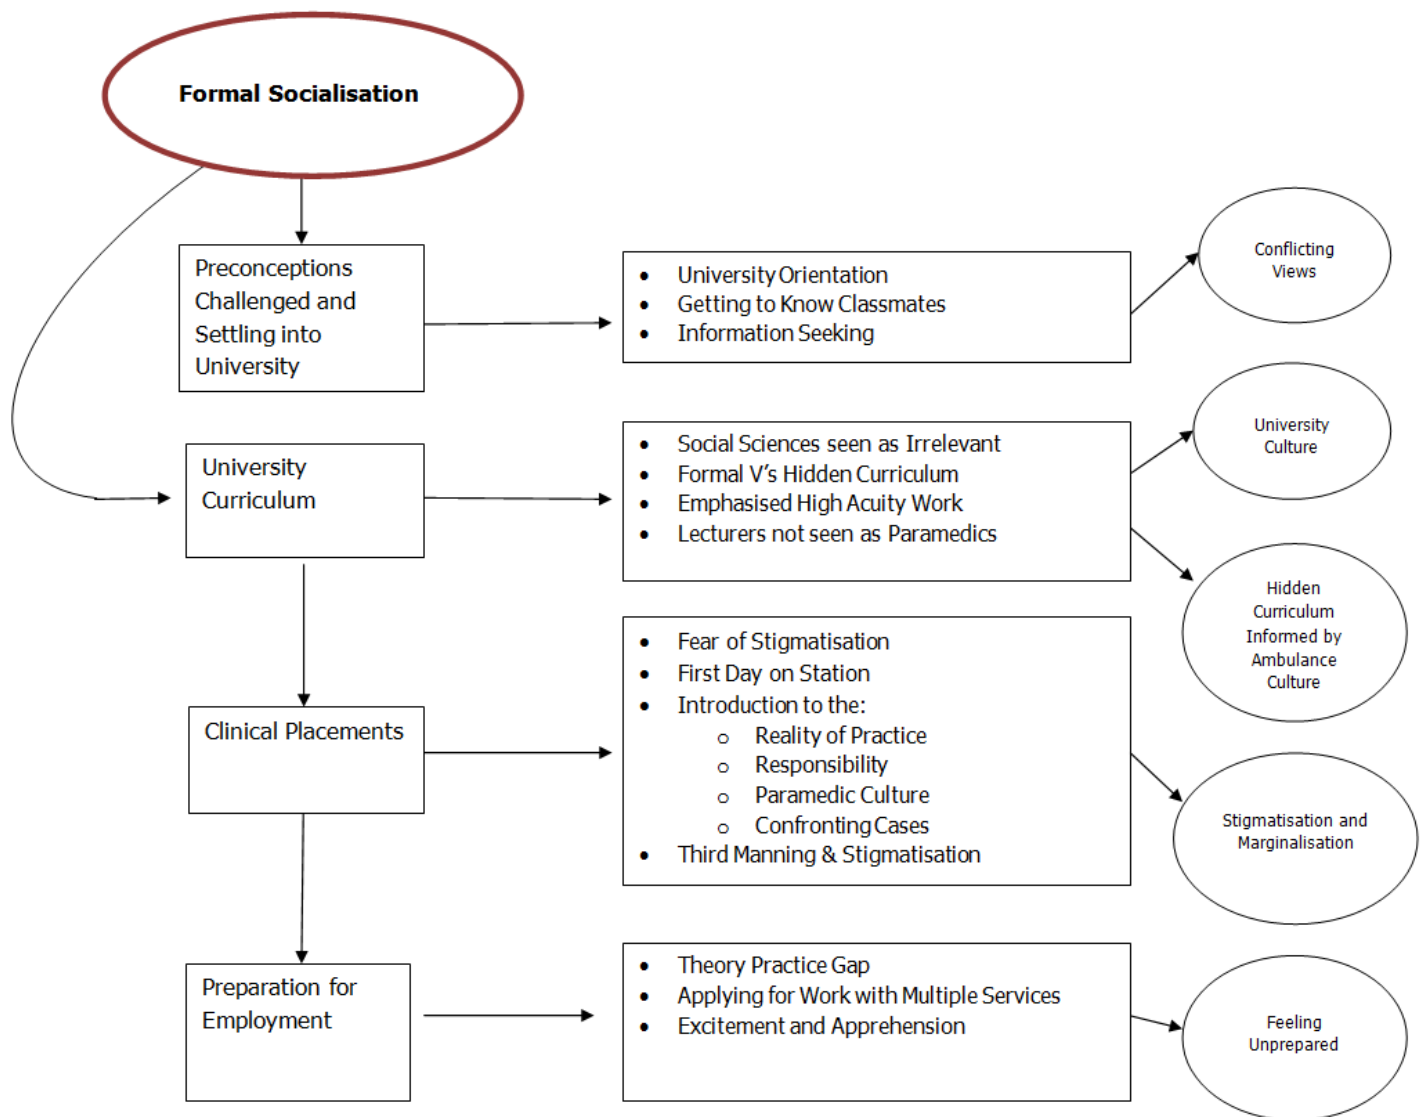 Formal Socialisation
Preconceptions
Challenged and
Settling into
University
• University Orientation
• Getting to Know Classmates
• Information Seeking
Conflicting
Views
University
Curriculum
• Social Sciences seen as Irrelevant
• Formal V's Hidden Curriculum
• Emphasised High Acuity Work
• Lecturers not seen as Paramedics
University
Culture
Hidden
Curriculum
Informed by
Ambulance
Culture
Clinical Placements
• Fear of Stigmatisation
• First Day on Station
• Introduction to the:
o Reality of Practice
o Responsibility
o Paramedic Culture
o Confronting Cases
• Third Manning & Stigmatisation
Stigmatisation and
Marginalisation
Preparation for
Employment
• Theory Practice Gap
• Applying for Work with Multiple Services
• Excitement and Apprehension
Feeling
Unprepared